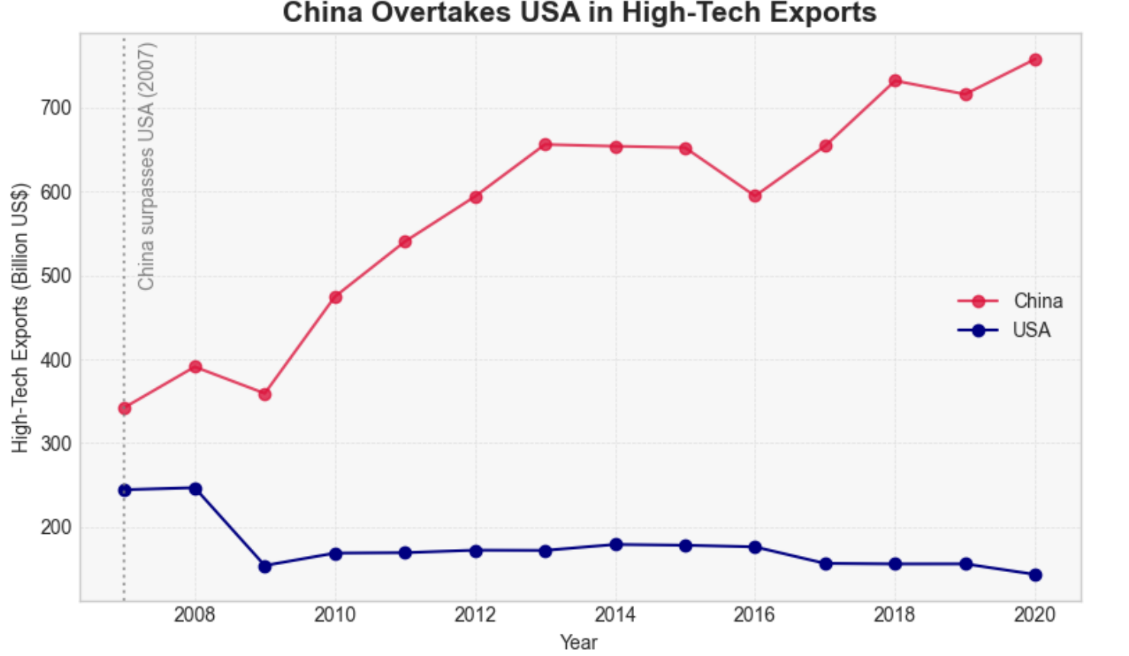 China Overtakes USA in High-Tech Exports
China surpasses USA (2007)
High-Tech Exports (Billion US$)
700
600
500
400
300
200
China
USA
2008
2010
2012
2014
2016
2018
2020
Year